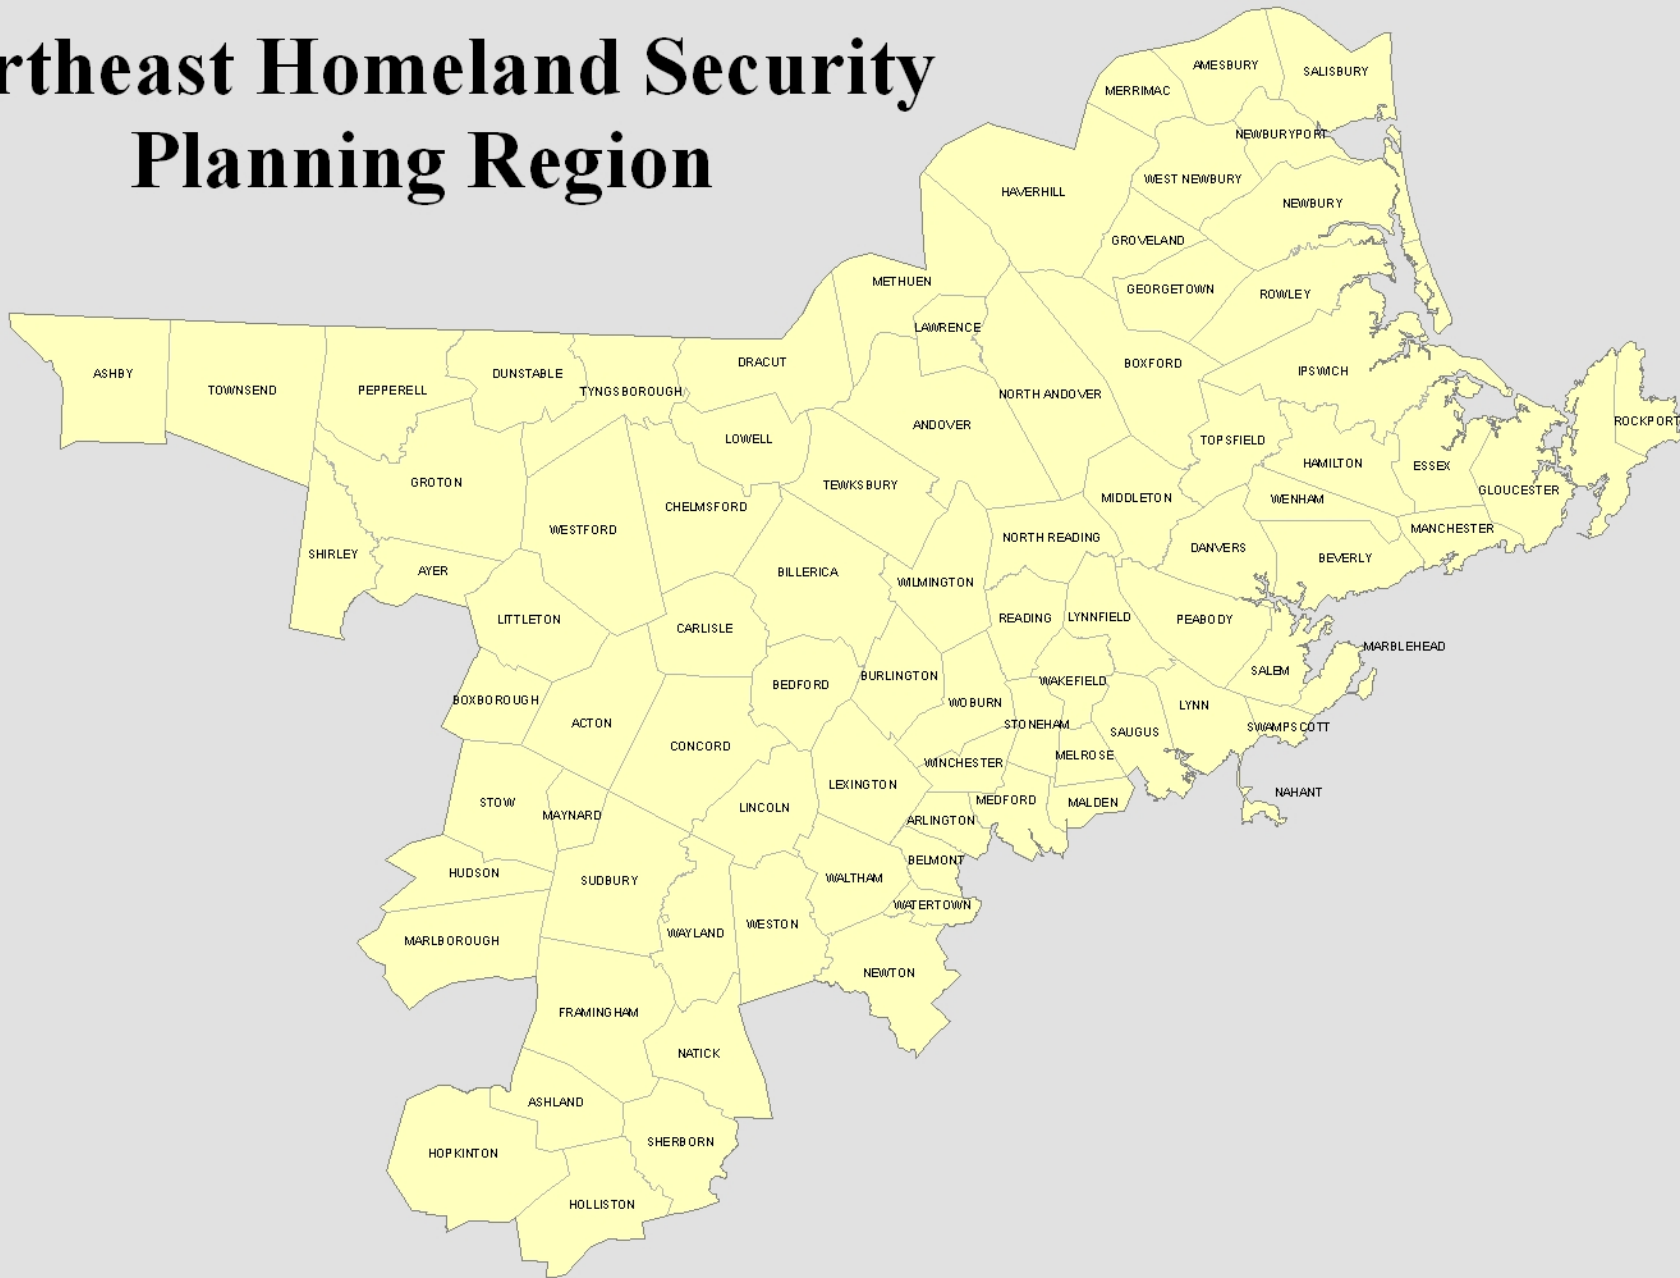 rtheast Homeland Security
Planning Region
AMESBURY
SALISBURY
MERRIMAC
NEWBURYPORT
WEST NEWBURY
HAVERHILL
NEWBURY
GROVELAND
METHUEN
GEORGETOWN
ROWLEY
LAWRENCE
DRACUT
BOXFORD
IPSWICH
ASHBY
DUNSTABLE
TOWNSEND
PEPPERELL
TYNGSBOROUGH
NORTH ANDOVER
ROCKPORT
ANDOVER
LOWELL
TOPSFIELD
HAMILTON
ESSEX
GROTON
TEWKSBURY
GLOUCESTER
MIDDLETON
WENHAM
CHELMSFORD
WESTFORD
MANCHESTER
NORTH READING
DANVERS
SHIRLEY
BEVERLY
AYER
BILLERICA
WILMINGTON
LITTLETON
CARLISLE
READING
LYNNFIELD
PEABODY
MARBLEHEAD
SALEM
BURLINGTON
BEDFORD
WAKEFIELD
BOXBOROUGH
WOBURN
LYNN
ACTON
STONEHAM
SAUGUS
SWAMPSCOTT
CONCORD
MELROSE
WINCHESTER
LEXINGTON
NAHANT
STOW
MEDFORD
MALDEN
LINCOLN
MAYNARD
ARLINGTON
BELMONT
HUDSON
SUDBURY
WALTHAM
WATERTOWN
WESTON
WAYLAND
MARLBOROUGH
NEWTON
FRAMINGHAM
NATICK
ASHLAND
SHERBORN
HOPKINTON
HOLLISTON